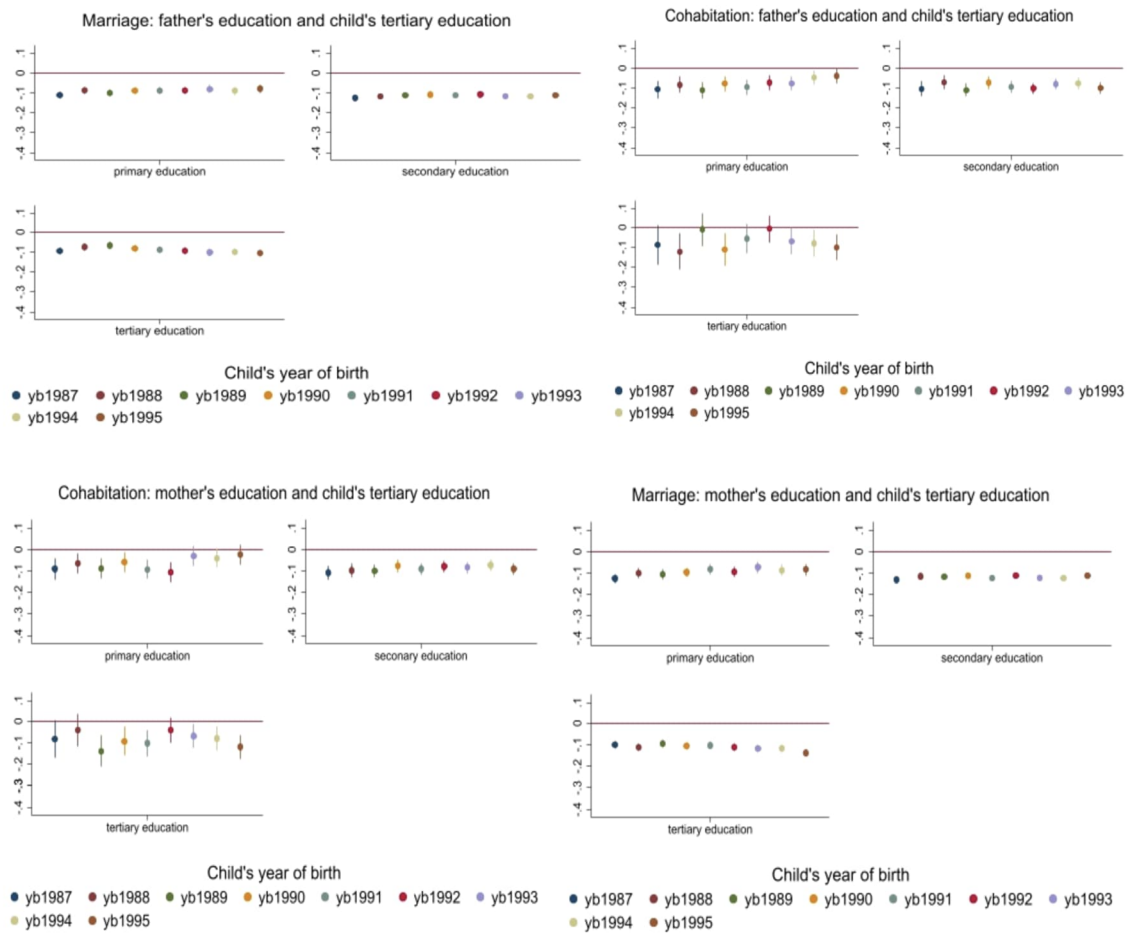 Marriage: father's education and child's tertiary education
.1
0
-.1
-.2
-.3
-.4
primary education
.1
0
-.1
-.2
-.3
-.4
secondary education
.1
0
-.1
-.2
-.3
-.4
tertiary education
Child's year of birth
yb1987 yb1988 yb1989 yb1990 yb1991 yb1992 yb1993
yb1994 yb1995
Cohabitation: father's education and child's tertiary education
.1
0
-.1
-.2
-.3
-.4
primary education
.1
0
-.1
-.2
-.3
-.4
secondary education
.1
0
-.1
-.2
-.3
-.4
tertiary education
Child's year of birth
yb1987 yb1988 yb1989 yb1990 yb1991 yb1992 yb1993
yb1994 yb1995
Cohabitation: mother's education and child's tertiary education
.1
0
-.1
-.2
-.3
-.4
primary education
.1
0
-.1
-.2
-.3
-.4
seconary education
.1
0
-.1
-.2
-.3
-.4
tertiary education
Child's year of birth
yb1987 yb1988 yb1989 yb1990 yb1991 yb1992 yb1993
yb1994 yb1995
Marriage: mother's education and child's tertiary education
.1
0
-.1
-.2
-.3
-.4
primary education
.1
0
-.1
-.2
-.3
-.4
secondary education
.1
0
-.1
-.2
-.3
-.4
tertiary education
Child's year of birth
yb1987 yb1988 yb1989 yb1990 yb1991 yb1992 yb1993
yb1994 yb1995